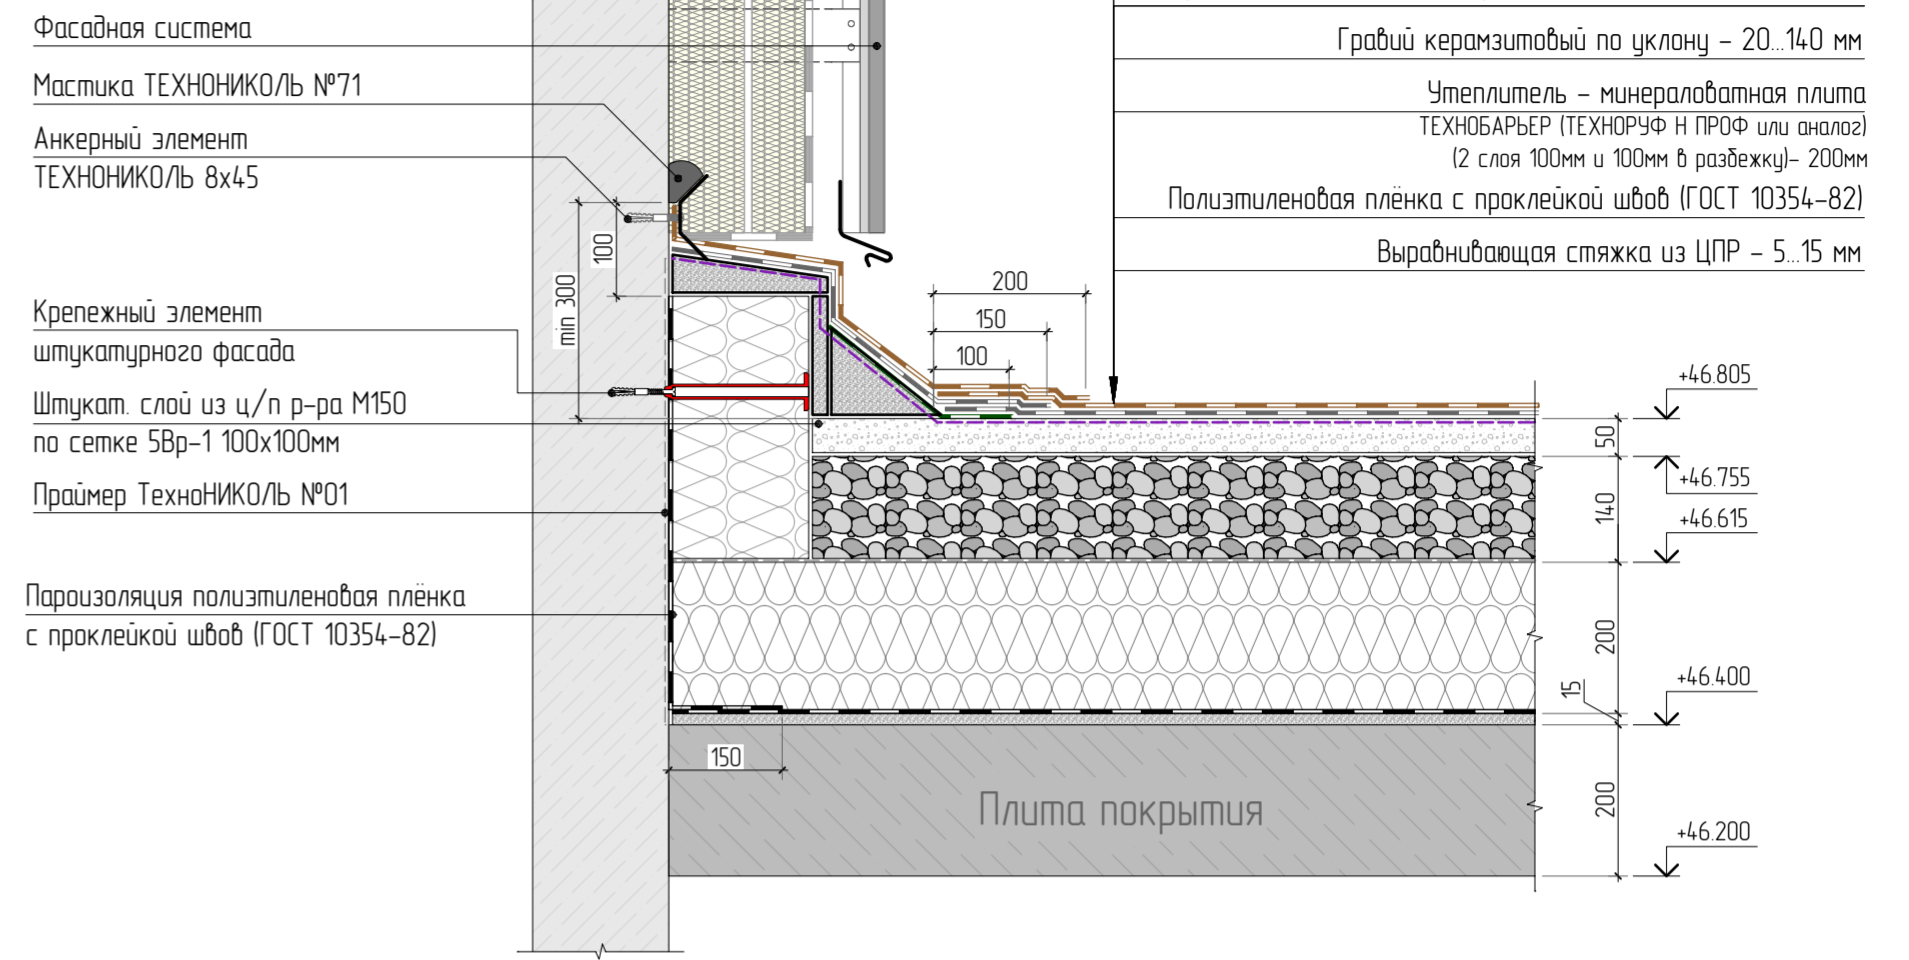 Фасадная система
Мастика ТЕХНОНИКОЛЬ №71
Анкерный элемент
ТЕХНОНИКОЛЬ 8х45
Крепежный элемент
штукатурного фасада
Штукат. слой из ц/п р-ра М150
по сетке 5Вр-1 100х100мм
Праймер ТехноНИКОЛЬ №01
Пароизоляция полиэтиленовая плёнка
с проклейкой швов (ГОСТ 10354-82)
Гравий керамзитовый по уклону - 20...140 мм
Утеплитель - минераловатная плита
ТЕХНОБАРЬЕР (ТЕХНОРУФ Н ПРОФ или аналог)
(2 слоя 100мм и 100мм в разбежку)- 200мм
Полиэтиленовая плёнка с проклейкой швов (ГОСТ 10354-82)
Выравнивающая стяжка из ЦПР - 5...15 мм
100
min 300
200
150
100
150
Плита покрытия
50
140
200
15
200
+46.805
+46.755
+46.615
+46.400
+46.200